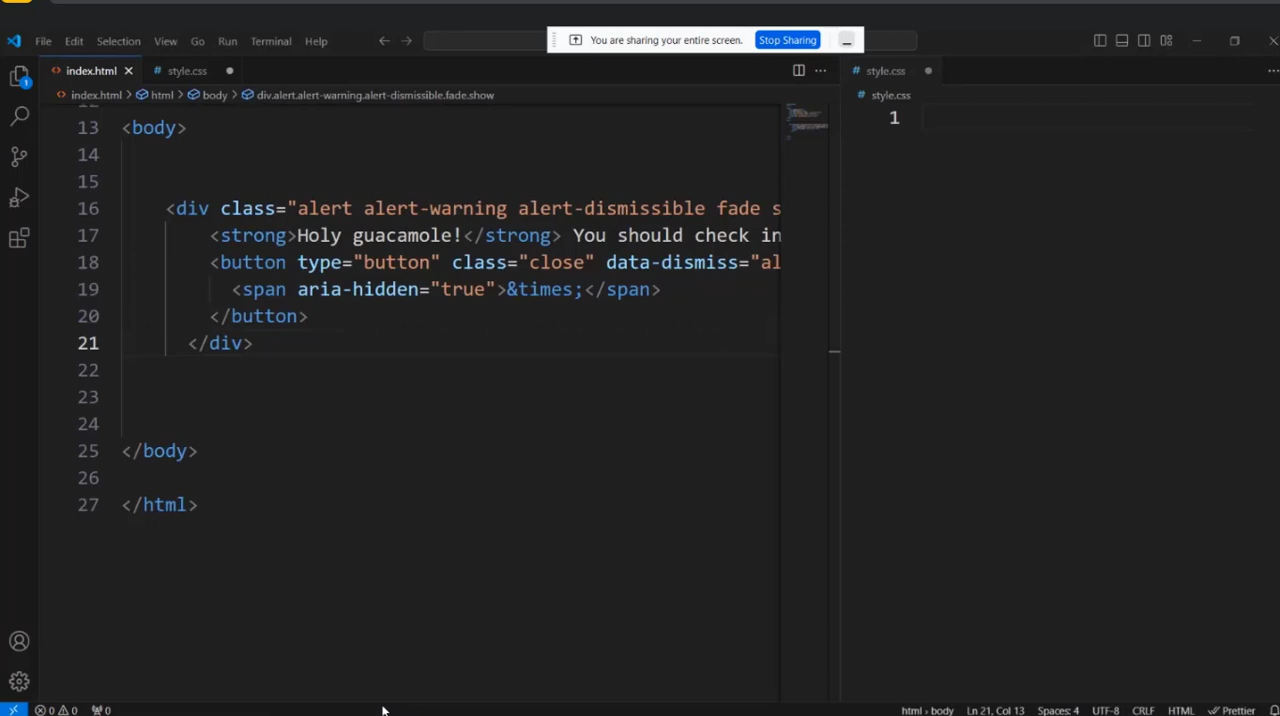 File Edit Selection View Go Run Terminal Help
You are sharing your entire screen. Stop Sharing
index.html style.css
style.css
index.html > html > body > div.alert.alert-warning.alert-dismissible.fade.show
style.css
13 <body>
14
15
16 <div class="alert alert-warning alert-dismissible fade s
17 <strong>Holy guacamole!</strong> You should check in
18 <button type="button" class="close" data-dismiss="al
19 <span aria-hidden="true">&times;</span>
20 </button>
21 </div>
22
23
24
25 </body>
26
27 </html>
1
1
0 0 0 html > body Ln 21, Col 13 Spaces: 4 UTF-8 CRLF HTML Prettier